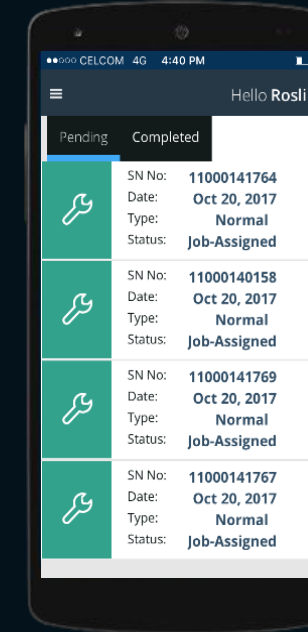 CELCOM 4G 4:40 PM
Hello Rosli
Pending Completed
SN No: 11000141764
Date: Oct 20, 2017
Type: Normal
Status: Job-Assigned
SN No: 11000140158
Date: Oct 20, 2017
Type: Normal
Status: Job-Assigned
SN No: 11000141769
Date: Oct 20, 2017
Type: Normal
Status: Job-Assigned
SN No: 11000141767
Date: Oct 20, 2017
Type: Normal
Status: Job-Assigned